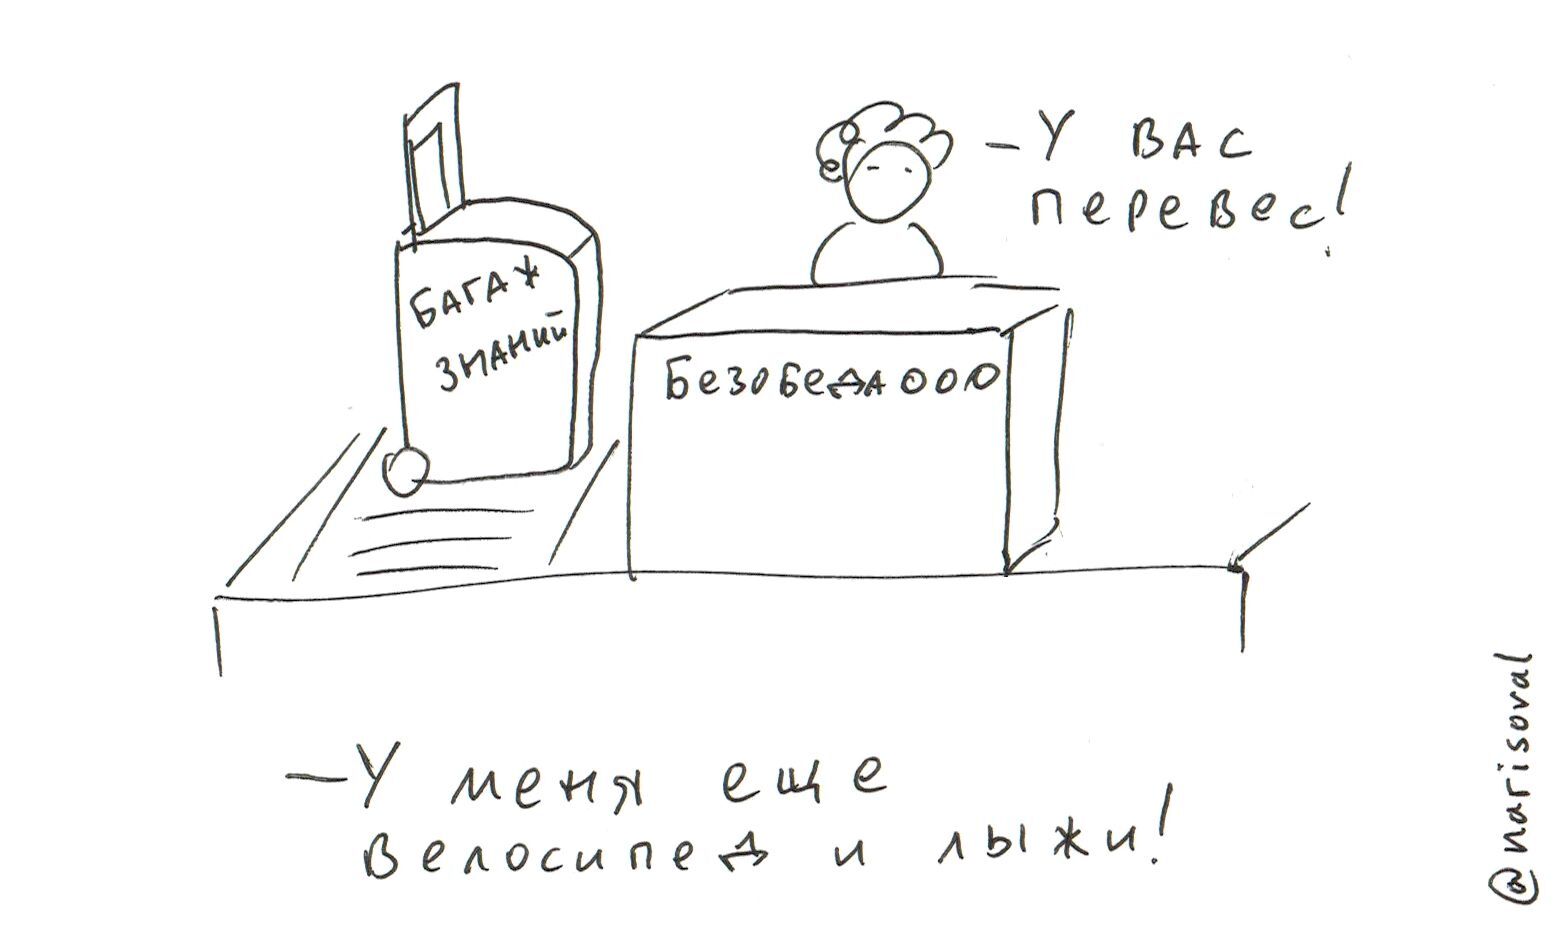 - У ВАС
ПЕРЕВЕС!
БАГАЖ
ЗНАНИЙ
Безобеда ООО
- У меня еще
велосипед и лыжи!
@narisoval